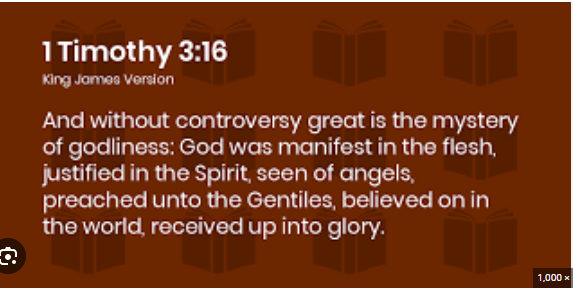 1 Timothy 3:16
King James Version
And without controversy great is the mystery
of godliness: God was manifest in the flesh,
justified in the Spirit, seen of angels,
preached unto the Gentiles, believed on in
the world, received up into glory.
1,000 ×